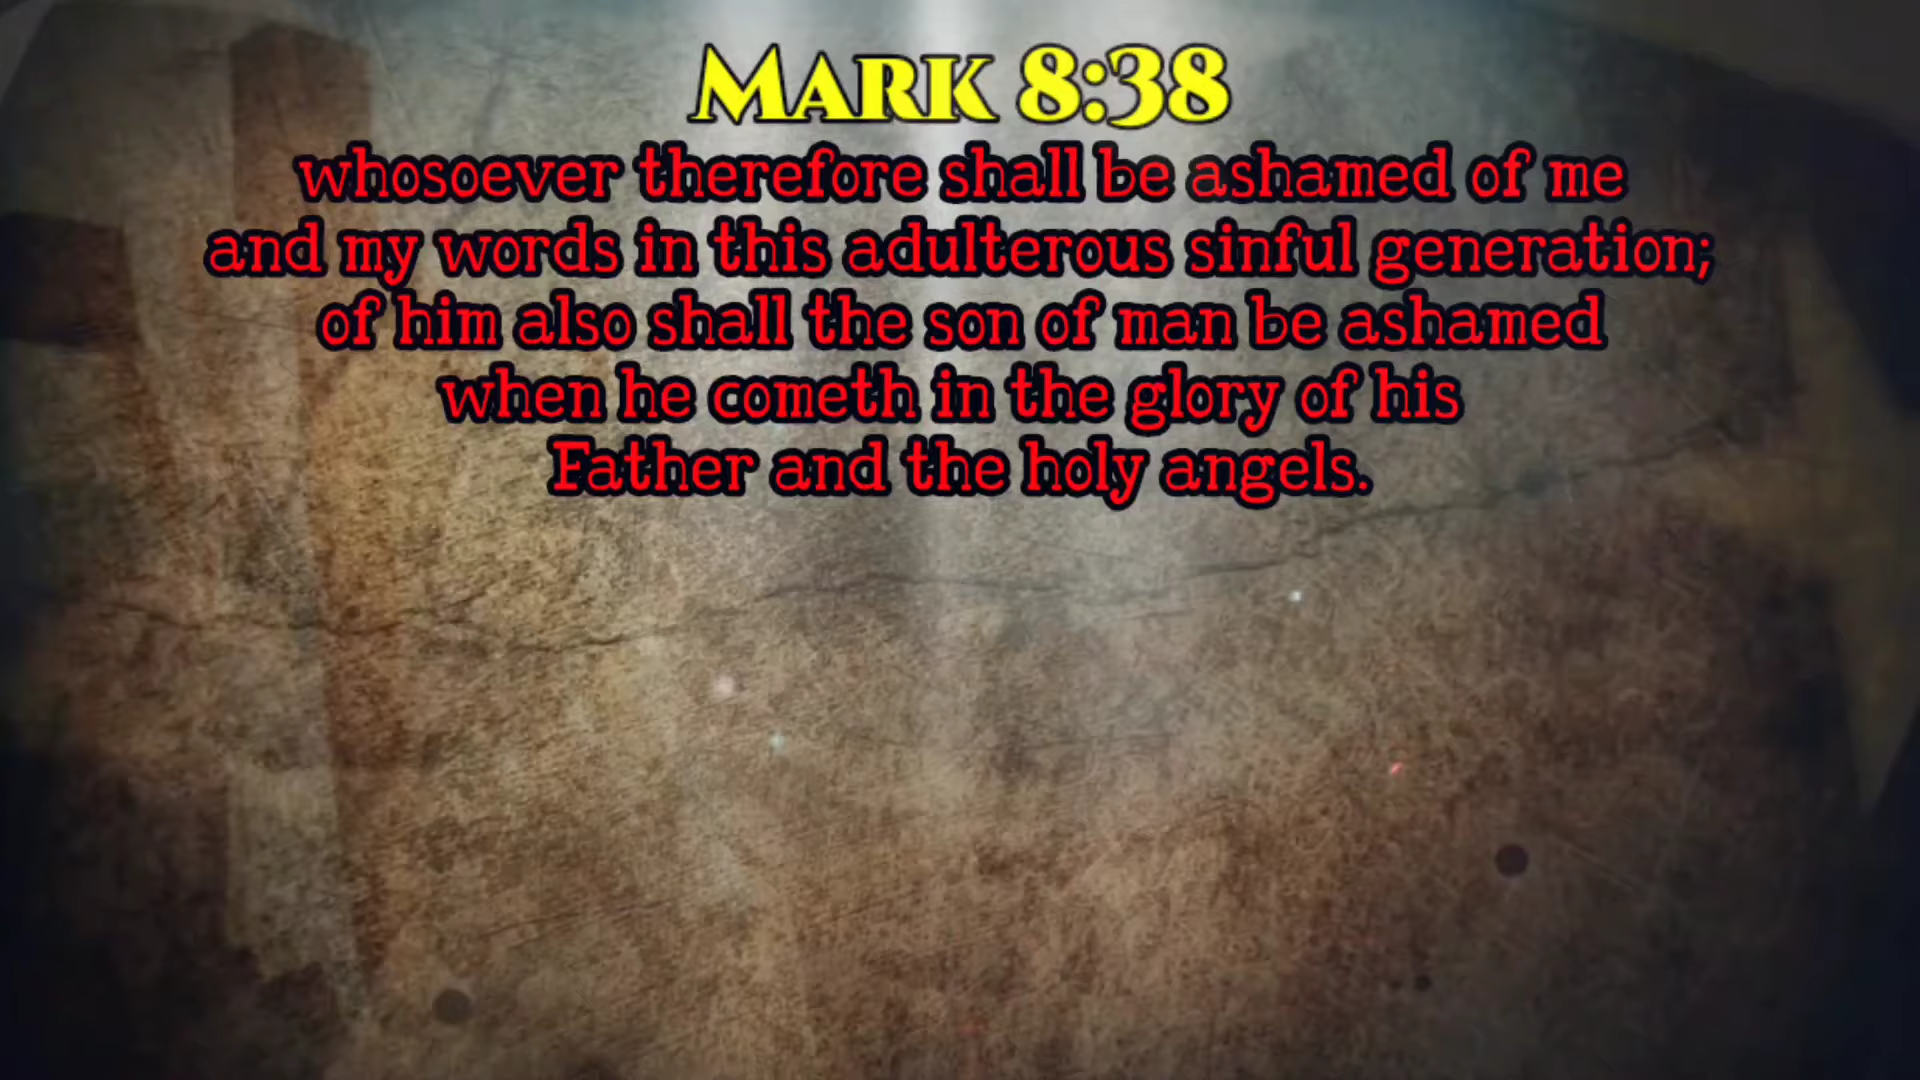 Mark 8:38
whosoever therefore shall be ashamed of me
and my words in this adulterous sinful generation;
of him also shall the son of man be ashamed
when he cometh in the glory of his
Father and the holy angels.